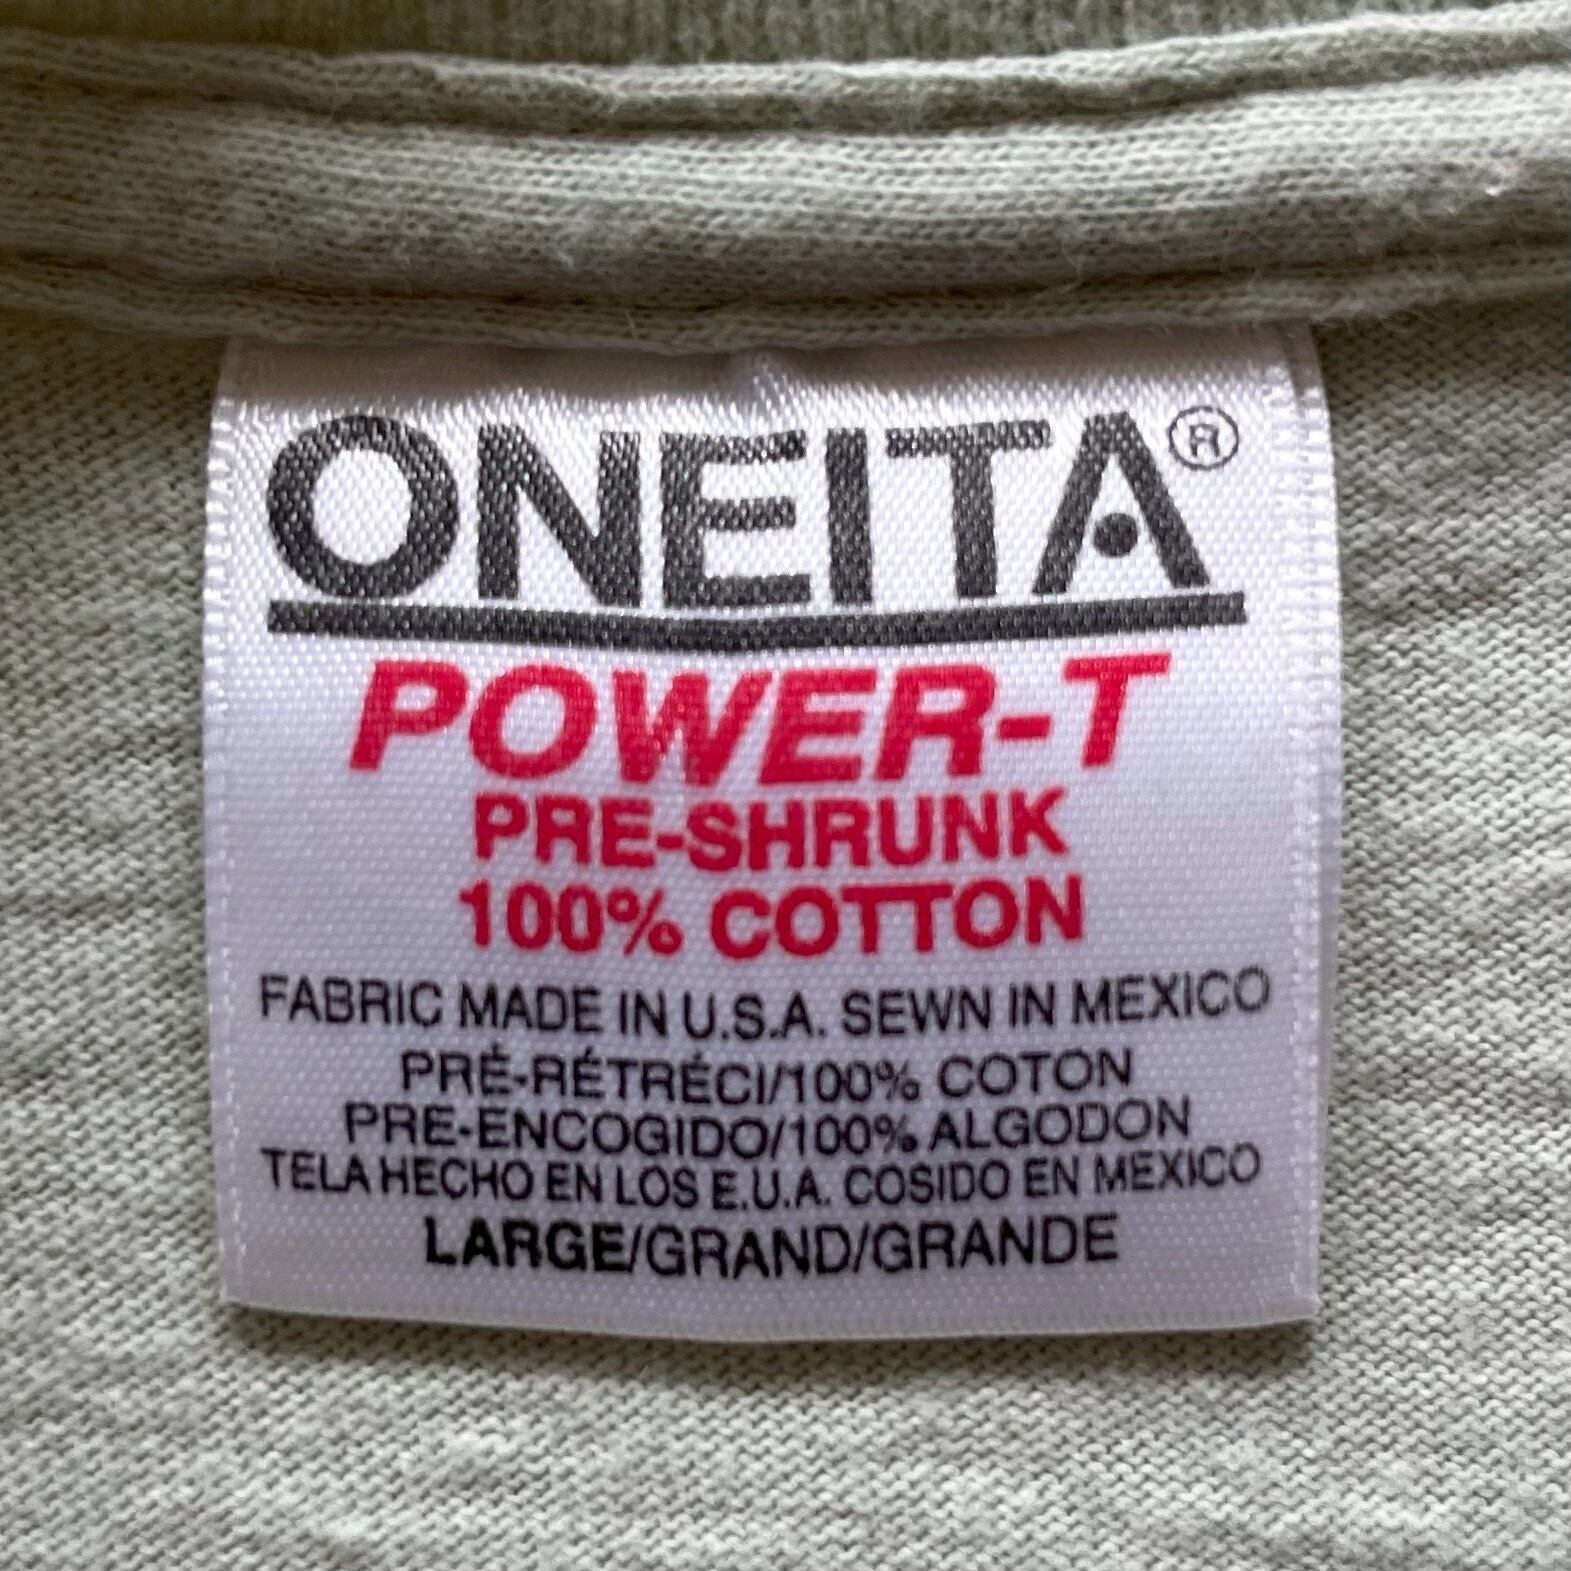 ONEITA®
POWER-T
PRE-SHRUNK
100% COTTON
FABRIC MADE IN U.S.A. SEWN IN MEXICO
PRÉ-RÉTRÉCI/100% COTON
PRE-ENCOGIDO/100% ALGODON
TELA HECHO EN LOS E.U.A. COSIDO EN MEXICO
LARGE/GRAND/GRANDE